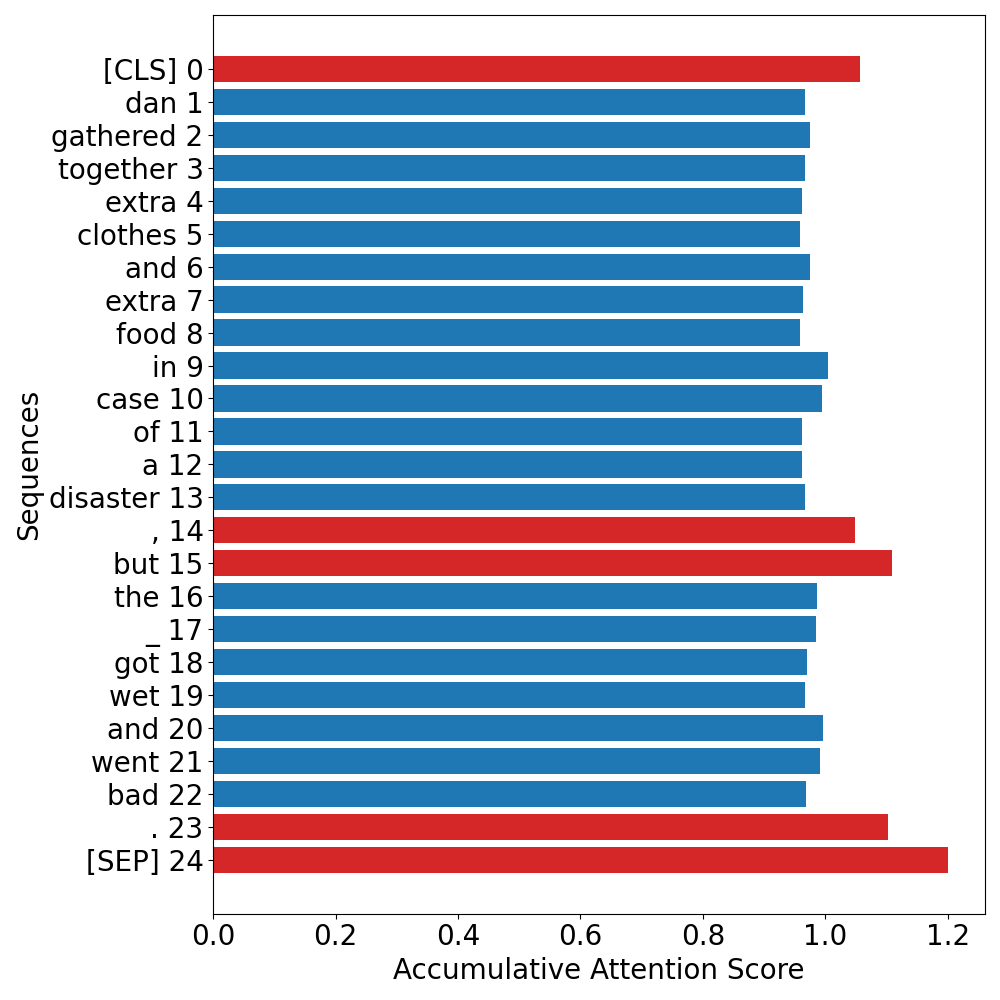 [CLS] 0
dan 1
gathered 2
together 3
extra 4
clothes 5
and 6
extra 7
food 8
in 9
case 10
of 11
a 12
disaster 13
, 14
but 15
the 16
_ 17
got 18
wet 19
and 20
went 21
bad 22
. 23
[SEP] 24
Sequences
0.0 0.2 0.4 0.6 0.8 1.0 1.2
Accumulative Attention Score